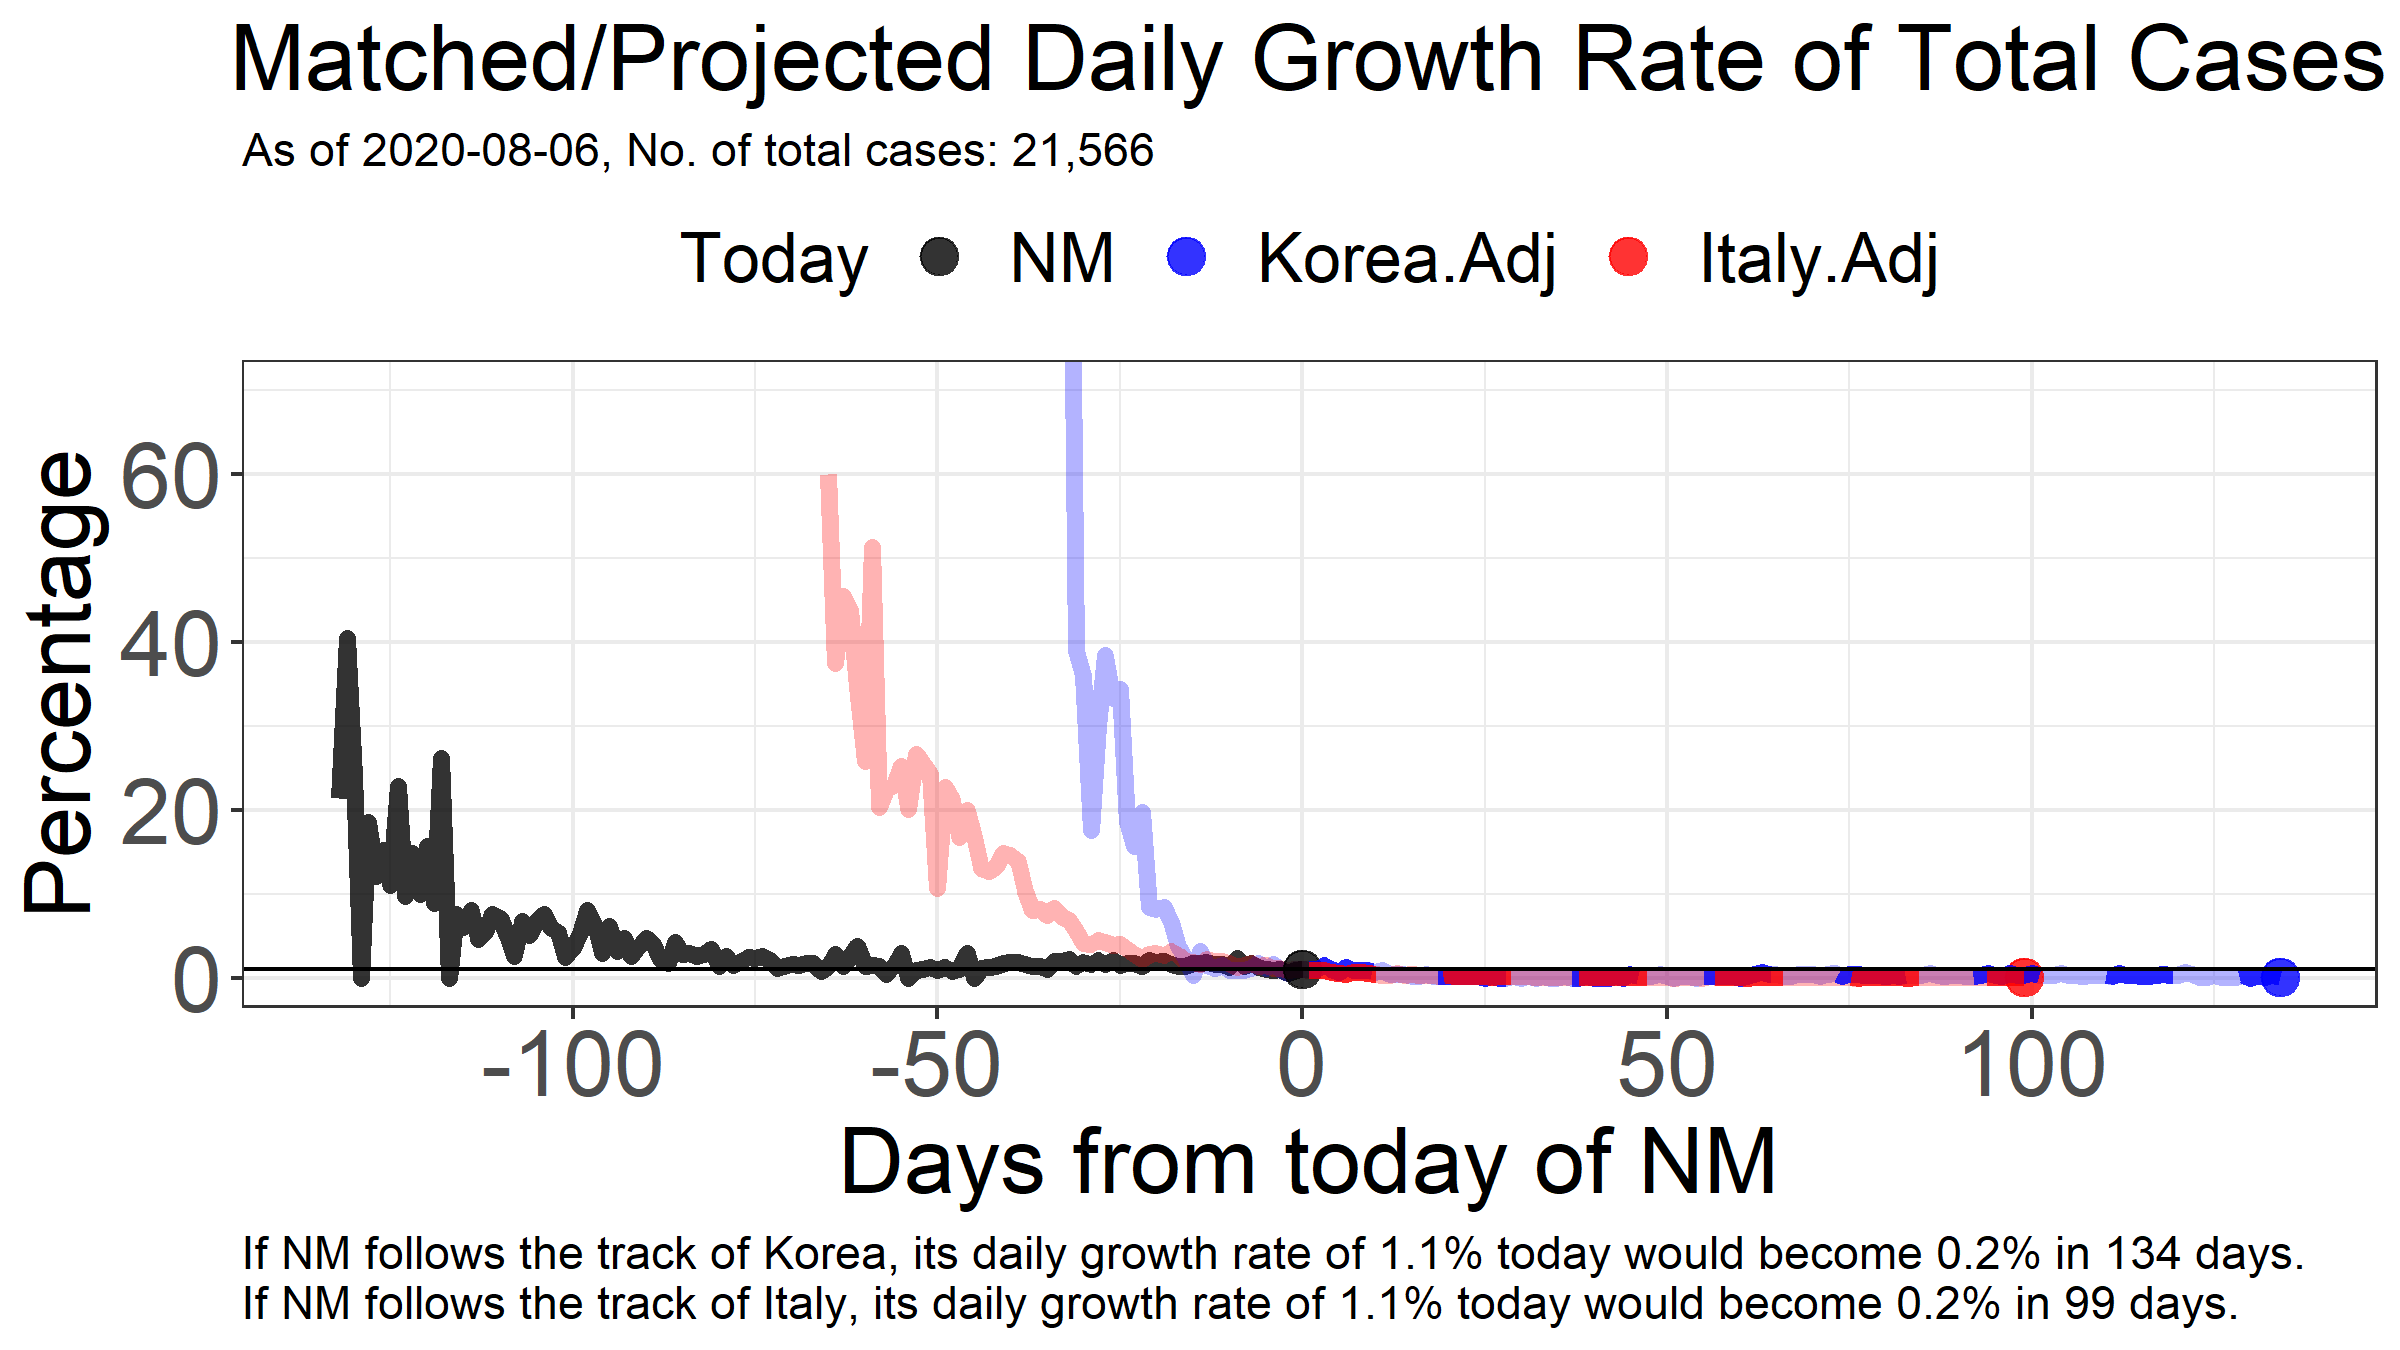 Matched/Projected Daily Growth Rate of Total Cases
As of 2020-08-06, No. of total cases: 21,566
Today NM Korea.Adj Italy.Adj
Percentage
60
40
20
0
-100 -50 0 50 100
Days from today of NM
If NM follows the track of Korea, its daily growth rate of 1.1% today would become 0.2% in 134 days.
If NM follows the track of Italy, its daily growth rate of 1.1% today would become 0.2% in 99 days.